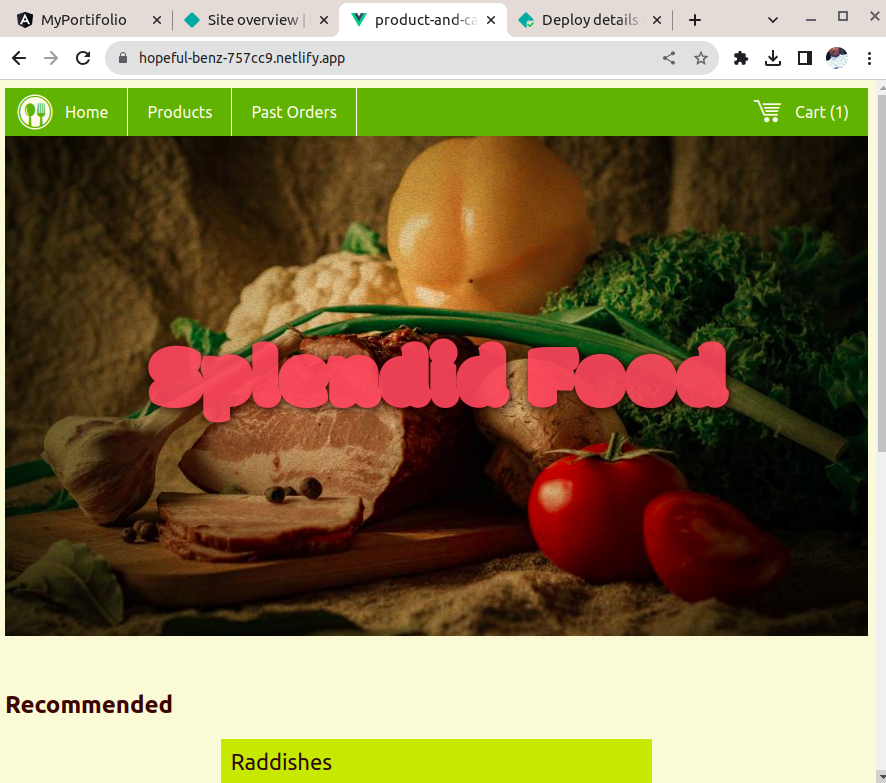 MyPortifolio
Site overview |
product-and-ca
Deploy details
hopeful-benz-757cc9.netlify.app
Home
Products
Past Orders
Cart (1)
Splendid Food
Recommended
Raddishes